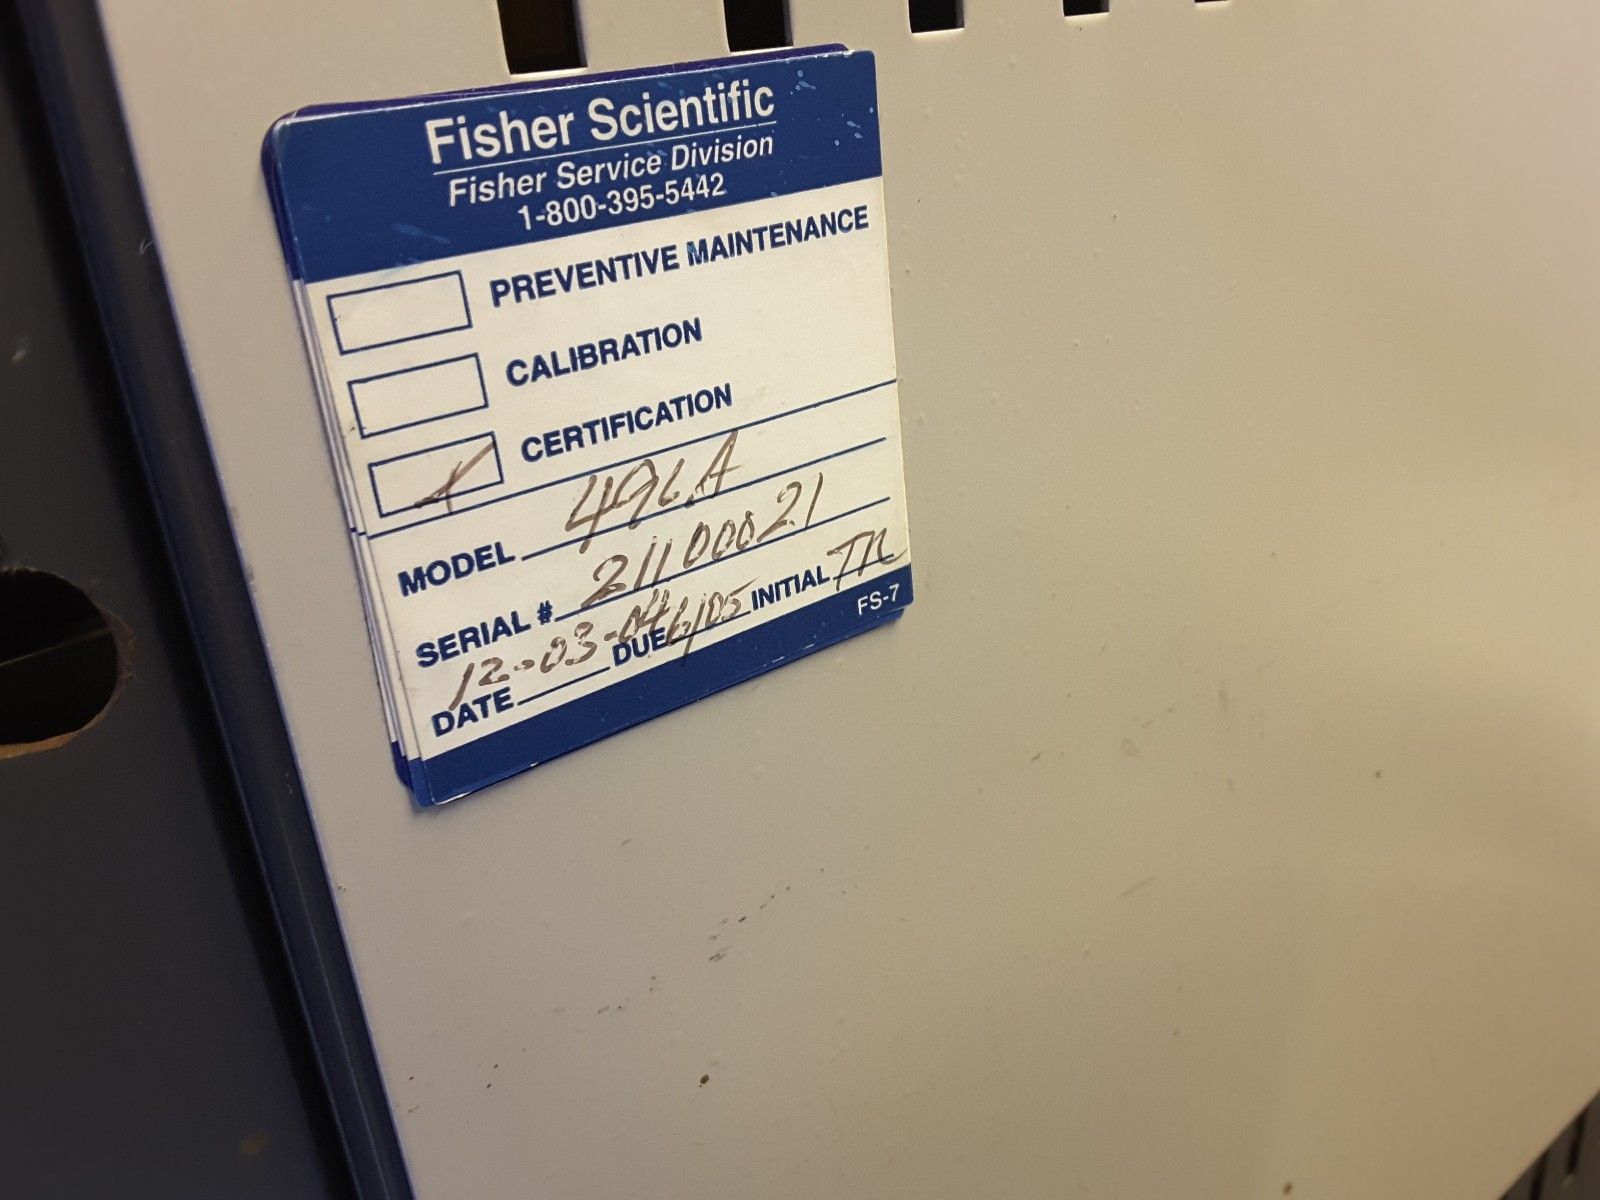 Fisher Scientific
Fisher Service Division
1-800-395-5442
PREVENTIVE MAINTENANCE
CALIBRATION
CERTIFICATION
MODEL 496A
SERIAL # 21100021
DATE 12-03-04 DUE 6/05 INITIAL TR
FS-7